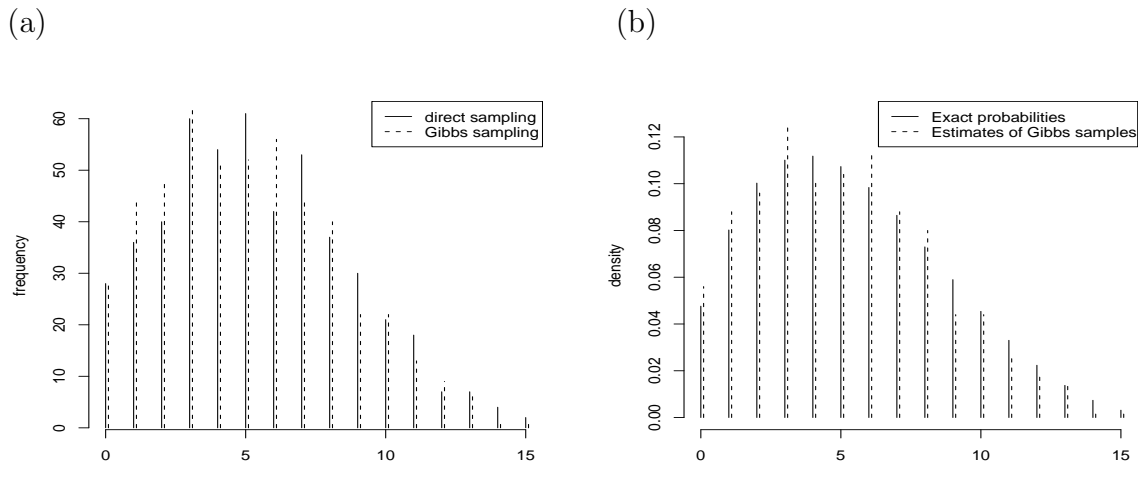 (a)
direct sampling
Gibbs sampling
frequency
60
50
40
30
20
10
0
0 5 10 15
(b)
Exact probabilities
Estimates of Gibbs samples
density
0.12
0.10
0.08
0.06
0.04
0.02
0.00
0 5 10 15